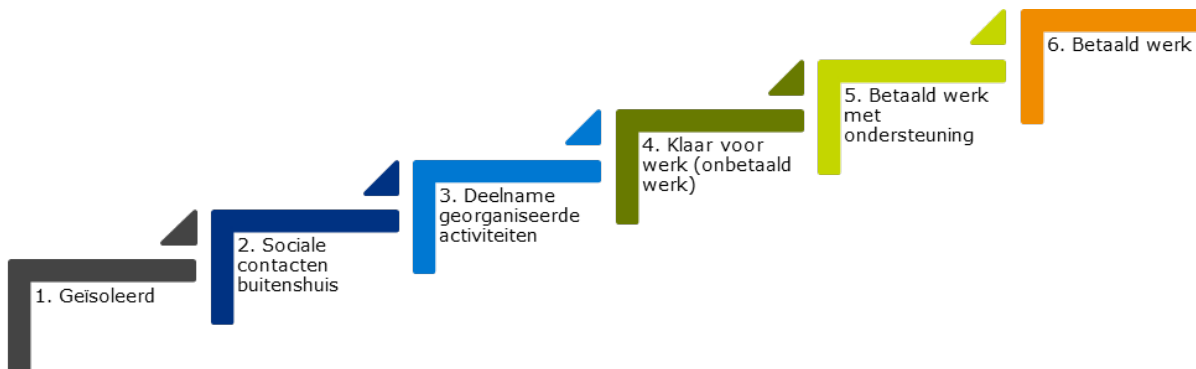 1. Geïsoleerd
2. Sociale
contacten
buitenshuis
3. Deelname
georganiseerde
activiteiten
4. Klaar voor
werk (onbetaald
werk)
5. Betaald werk
met
ondersteuning
6. Betaald werk